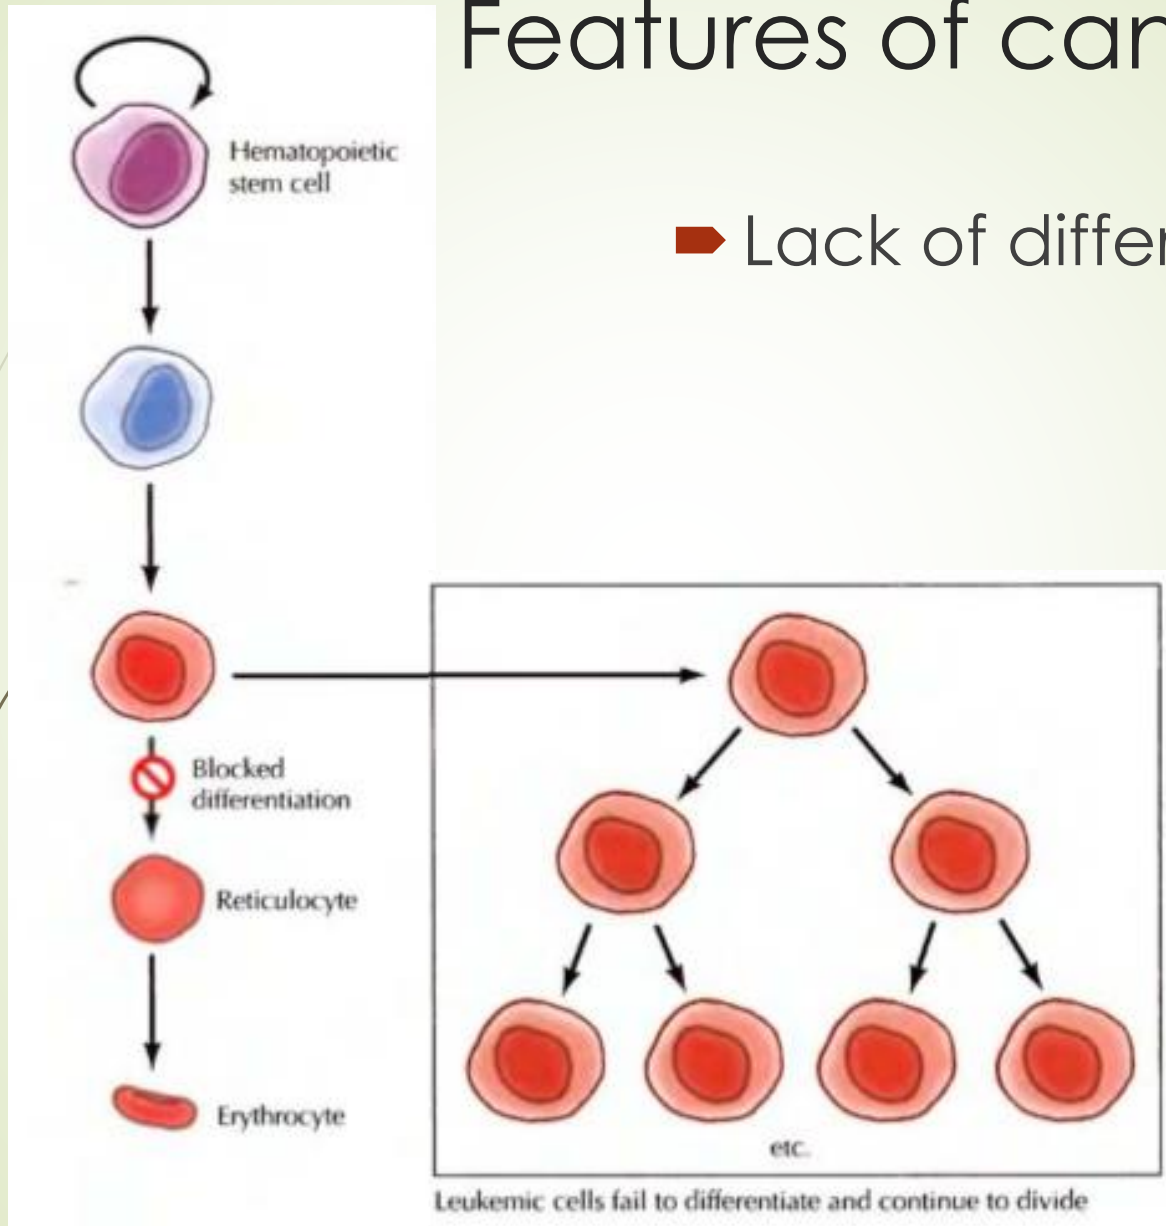 Features of can
Lack of differ
Hematopoietic
stem cell
Blocked
differentiation
Reticulocyte
Erythrocyte
etc.
Leukemic cells fail to differentiate and continue to divide